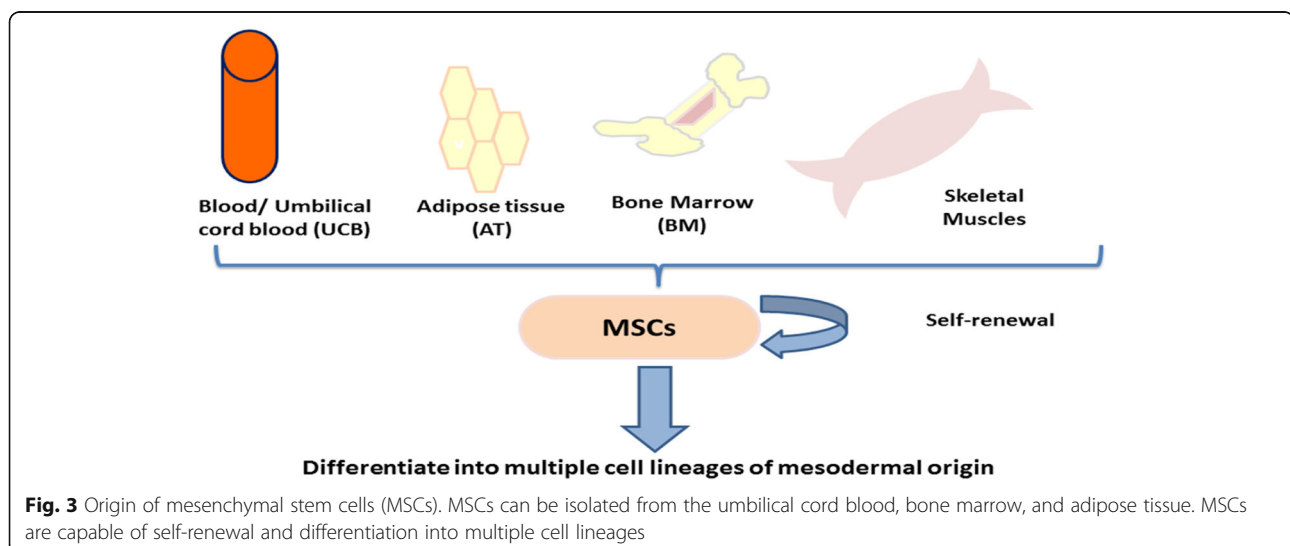 Blood/ Umbilical
cord blood (UCB)
Adipose tissue
(AT)
Bone Marrow
(BM)
Skeletal
Muscles
MSCs
Self-renewal
Differentiate into multiple cell lineages of mesodermal origin
Fig. 3 Origin of mesenchymal stem cells (MSCs). MSCs can be isolated from the umbilical cord blood, bone marrow, and adipose tissue. MSCs
are capable of self-renewal and differentiation into multiple cell lineages